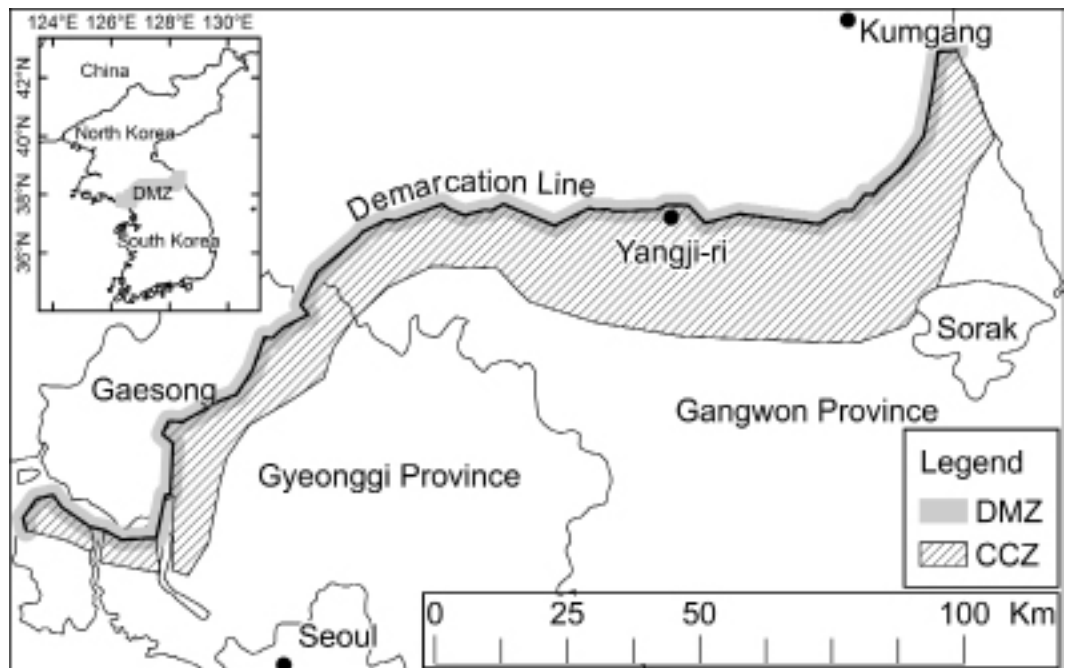 124°E 126°E 128°E 130°E
42°N
40°N
38°N
36°N
China
North Korea
DMZ
South Korea
Kumgang
Demarcation Line
Yangji-ri
Sorak
Gaesong
Gangwon Province
Gyeonggi Province
Seoul
Legend
DMZ
CCZ
0 25 50 100 Km